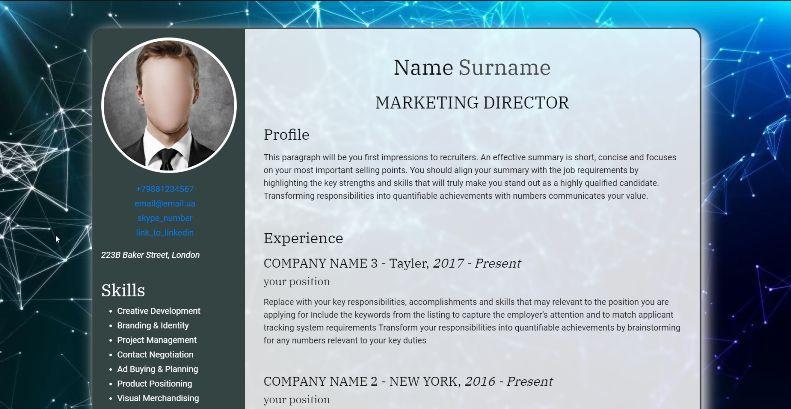 +79881234567
email@email.ua
skype_number
link_to_linkedin
223B Baker Street, London
Skills
• Creative Development
• Branding & Identity
• Project Management
• Contact Negotiation
• Ad Buying & Planning
• Product Positioning
• Visual Merchandising
Name Surname
MARKETING DIRECTOR
Profile
This paragraph will be you first impressions to recruiters. An effective summary is short, concise and focuses
on your most important selling points. You should align your summary with the job requirements by
highlighting the key strengths and skills that will truly make you stand out as a highly qualified candidate.
Transforming responsibilities into quantifiable achievements with numbers communicates your value.
Experience
COMPANY NAME 3 - Tayler, 2017 - Present
your position
Replace with your key responsibilities, accomplishments and skills that may relevant to the position you are
applying for Include the keywords from the listing to capture the employer's attention and to match applicant
tracking system requirements Transform your responsibilities into quantifiable achievements by brainstorming
for any numbers relevant to your key duties
COMPANY NAME 2 - NEW YORK, 2016 - Present
your position